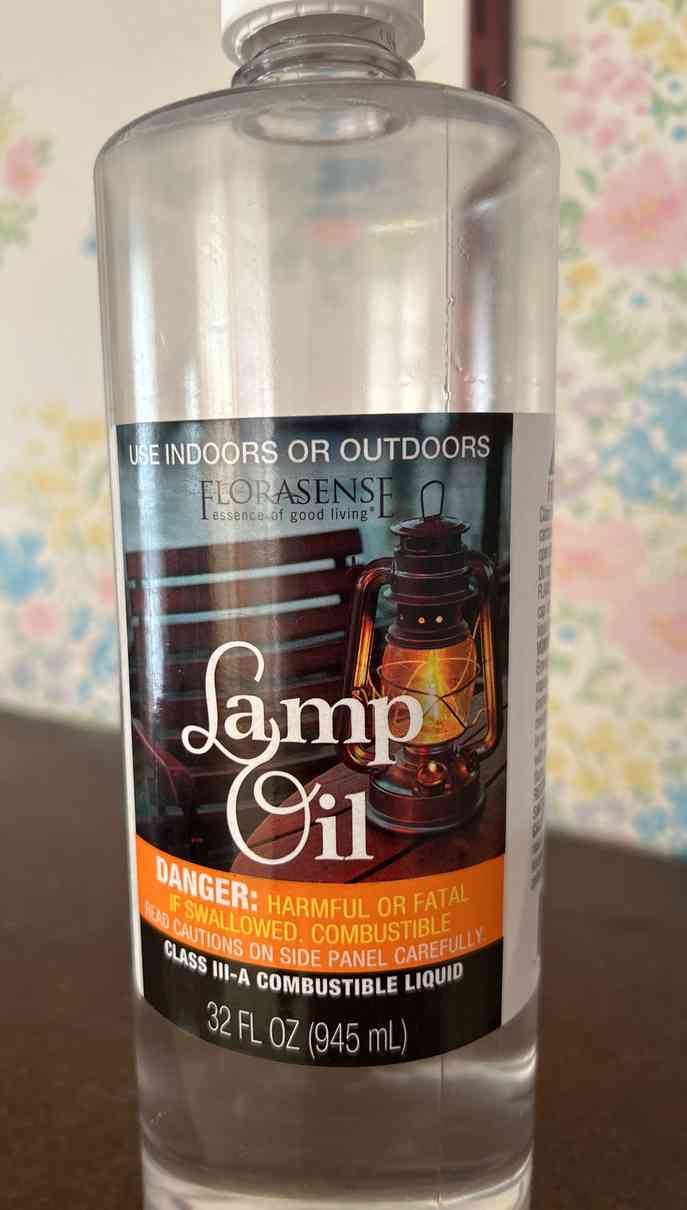 USE INDOORS OR OUTDOORS
FLORASENSE
essence of good living®
Lamp
Oil
DANGER: HARMFUL OR FATAL
IF SWALLOWED. COMBUSTIBLE
READ CAUTIONS ON SIDE PANEL CAREFULLY.
CLASS III-A COMBUSTIBLE LIQUID
32 FL OZ (945 mL)